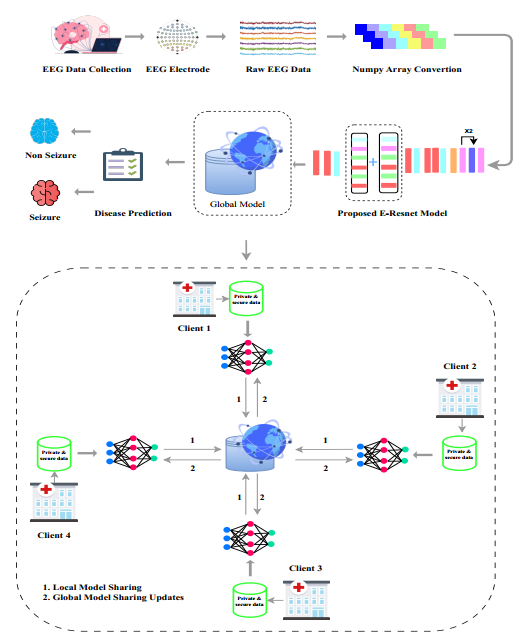 EEG Data Collection
EEG Electrode
Raw EEG Data
Numpy Array Convertion
X2
Non Seizure
Seizure
Disease Prediction
Global Model
Proposed E-Resnet Model
+
Private &
secure data
Client 1
1
2
Client 2
Private &
secure data
1
2
1
2
Private &
secure data
Client 4
1
2
Client 3
Private &
secure data
1. Local Model Sharing
2. Global Model Sharing Updates